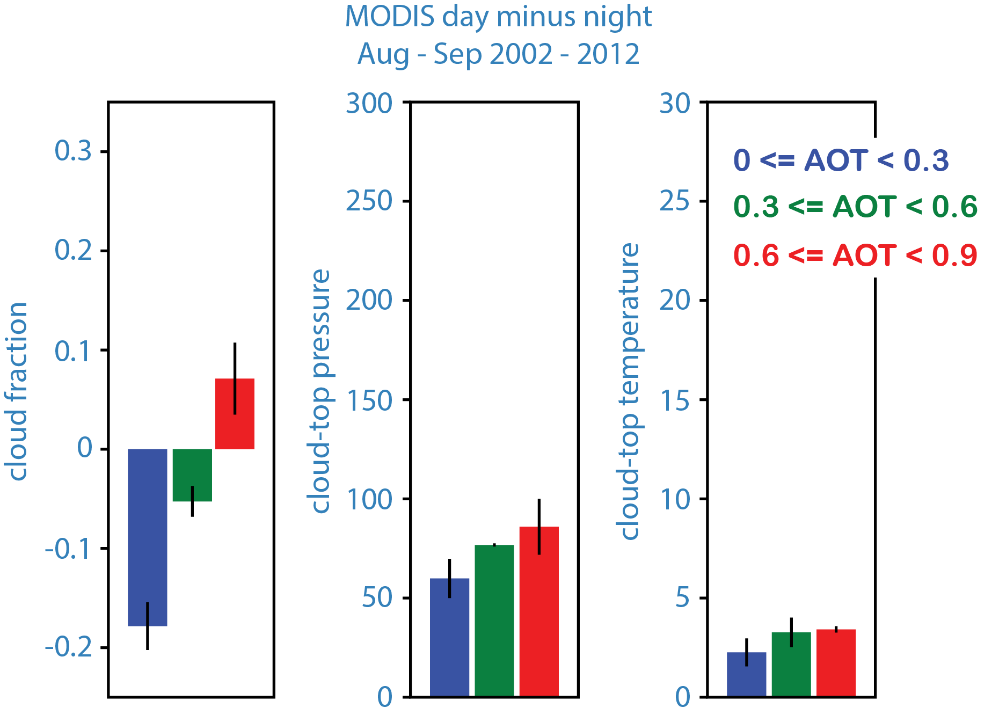 MODIS day minus night
Aug - Sep 2002 - 2012
cloud fraction
0.3
0.2
0.1
0
-0.1
-0.2
cloud-top pressure
300
250
200
150
100
50
0
cloud-top temperature
30
25
20
15
10
5
0
0 <= AOT < 0.3
0.3 <= AOT < 0.6
0.6 <= AOT < 0.9